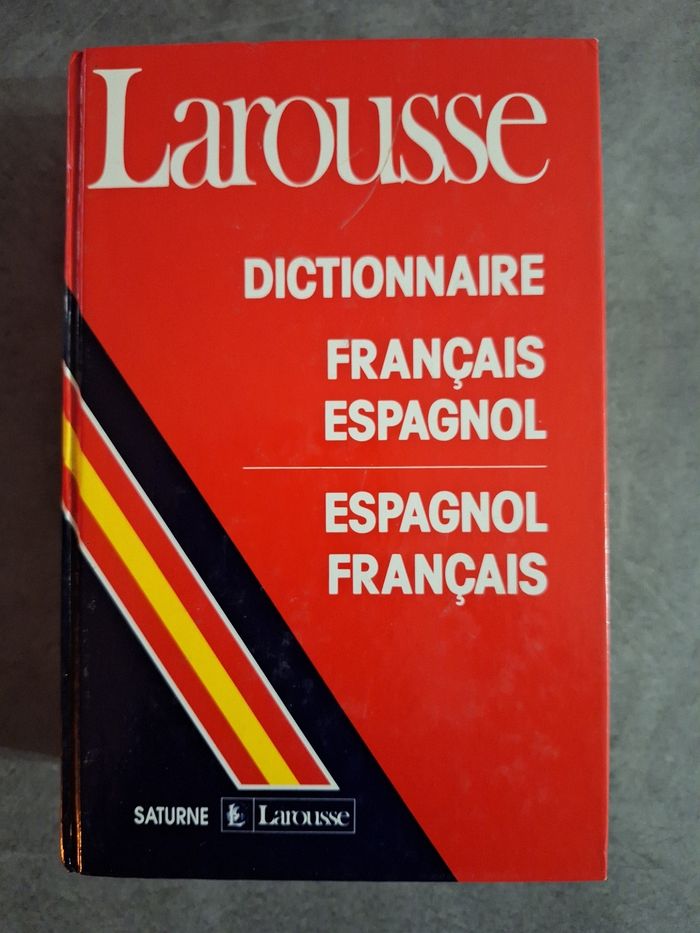 Larousse
DICTIONNAIRE
FRANÇAIS
ESPAGNOL
ESPAGNOL
FRANÇAIS
SATURNE L Larousse